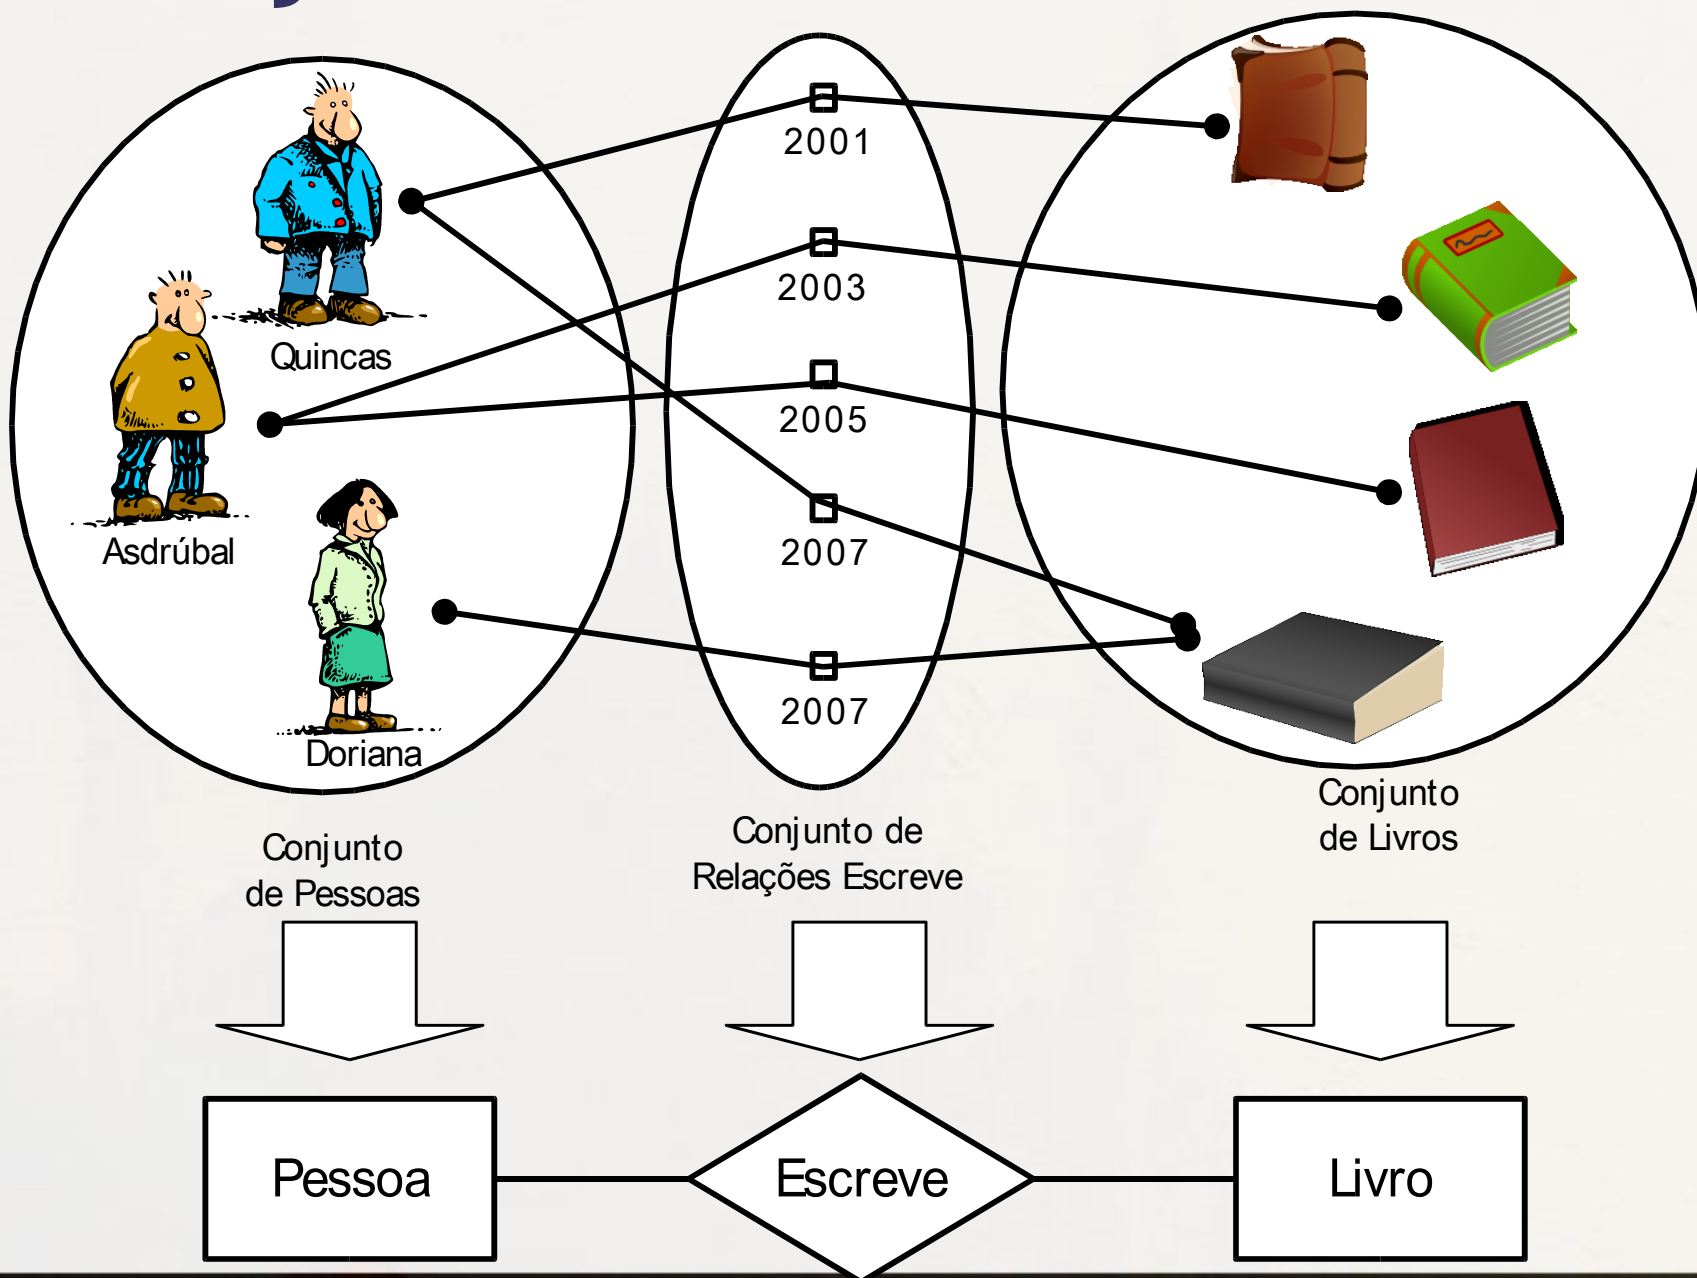 2001
2003
Quincas
2005
Asdrúbal
2007
2007
Doriana
Conjunto
de Pessoas
Conjunto de
Relações Escreve
Conjunto
de Livros
Pessoa
Escreve
Livro